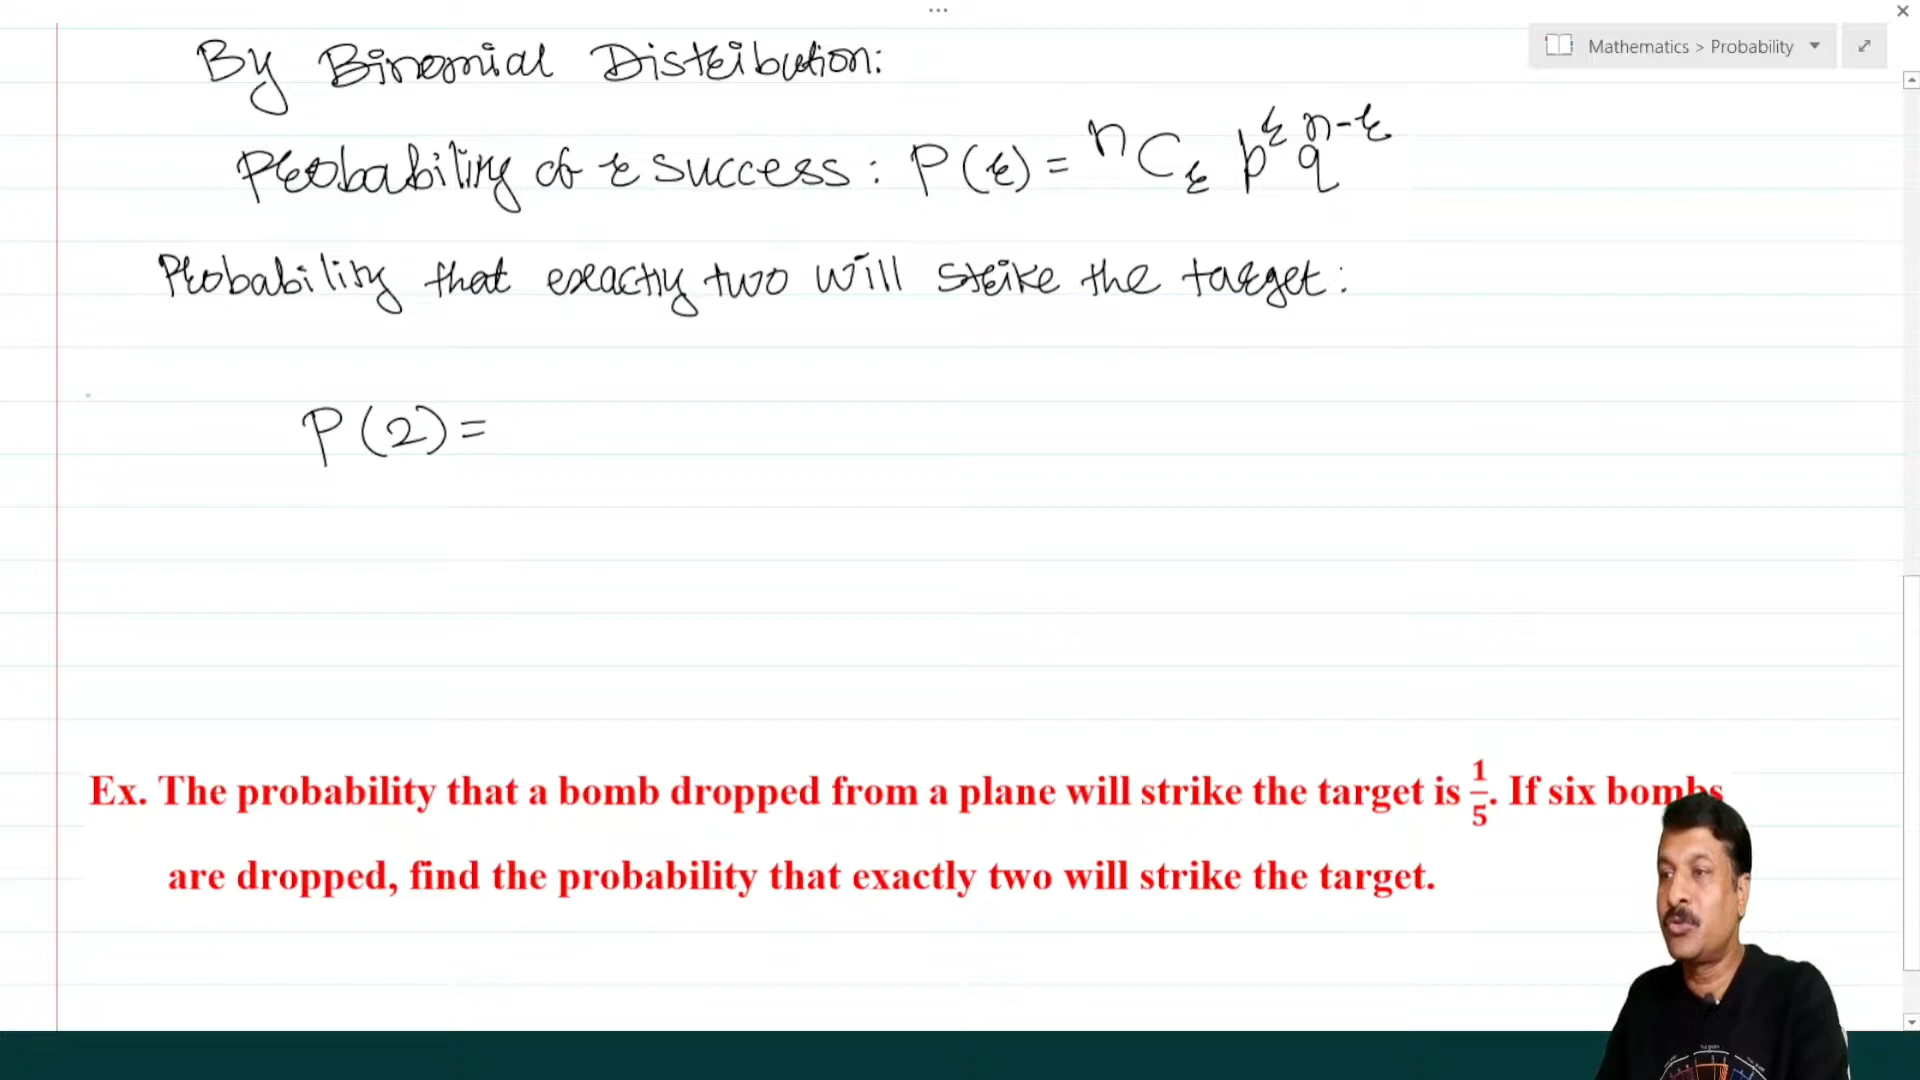 Mathematics > Probability
By Binomial Distribution:
Probability of r success : P(r) = ⁿCᵣ pʳ qⁿ⁻ʳ
Probability that exactly two will strike the target :
P(2) =
Ex. The probability that a bomb dropped from a plane will strike the target is 1/5. If six bombs
are dropped, find the probability that exactly two will strike the target.